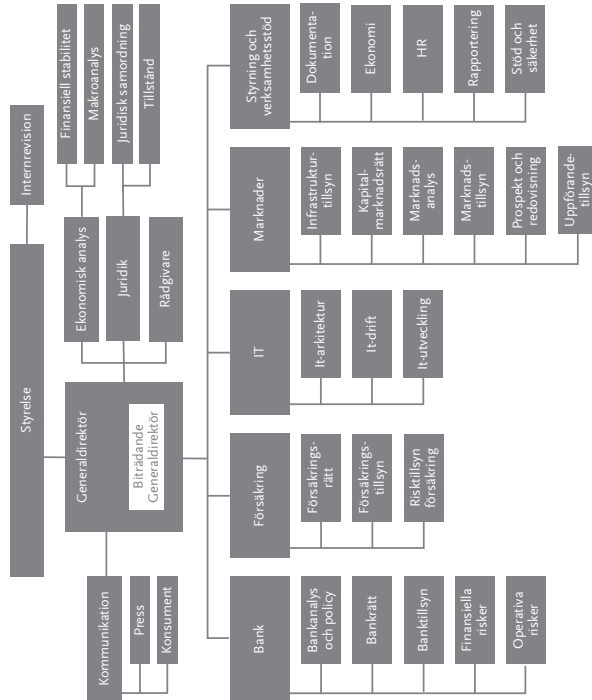 Styrelse
Internrevision
Generaldirektör
Biträdande
Generaldirektör
Kommunikation
Press
Konsument
Ekonomisk analys
Finansiell stabilitet
Makroanalys
Juridik
Juridisk samordning
Tillstånd
Rådgivare
Bank
Bankanalys
och policy
Bankrätt
Banktillsyn
Finansiella
risker
Operativa
risker
Försäkring
Försäkrings-
rätt
Försäkrings-
tillsyn
Risktillsyn
försäkring
IT
It-arkitektur
It-drift
It-utveckling
Marknader
Infrastruktur-
tillsyn
Kapital-
marknadsrätt
Marknads-
analys
Marknads-
tillsyn
Prospekt och
redovisning
Uppförande-
tillsyn
Styrning och
verksamhetsstöd
Dokumenta-
tion
Ekonomi
HR
Rapportering
Stöd och
säkerhet